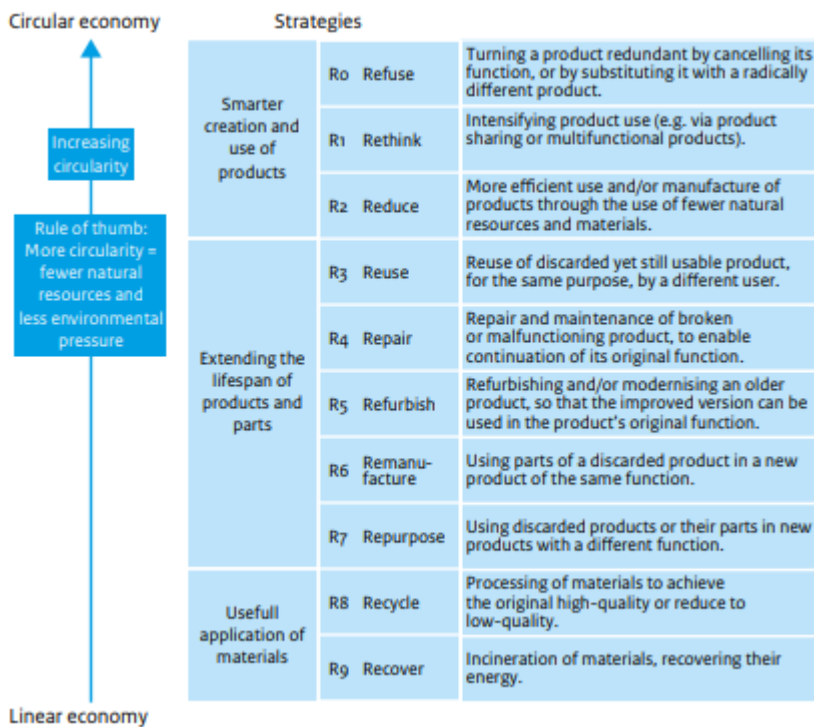 Circular economy
Strategies
Increasing
circularity
Rule of thumb:
More circularity =
fewer natural
resources and
less environmental
pressure
Linear economy
Smarter
creation and
use of
products
Ro Refuse
Turning a product redundant by cancelling its
function, or by substituting it with a radically
different product.
R1 Rethink
Intensifying product use (e.g. via product
sharing or multifunctional products).
R2 Reduce
More efficient use and/or manufacture of
products through the use of fewer natural
resources and materials.
Extending the
lifespan of
products and
parts
R3 Reuse
Reuse of discarded yet still usable product,
for the same purpose, by a different user.
R4 Repair
Repair and maintenance of broken
or malfunctioning product, to enable
continuation of its original function.
R5 Refurbish
Refurbishing and/or modernising an older
product, so that the improved version can be
used in the product's original function.
R6 Remanu-
facture
Using parts of a discarded product in a new
product of the same function.
R7 Repurpose
Using discarded products or their parts in new
products with a different function.
Usefull
application of
materials
R8 Recycle
Processing of materials to achieve
the original high-quality or reduce to
low-quality.
R9 Recover
Incineration of materials, recovering their
energy.